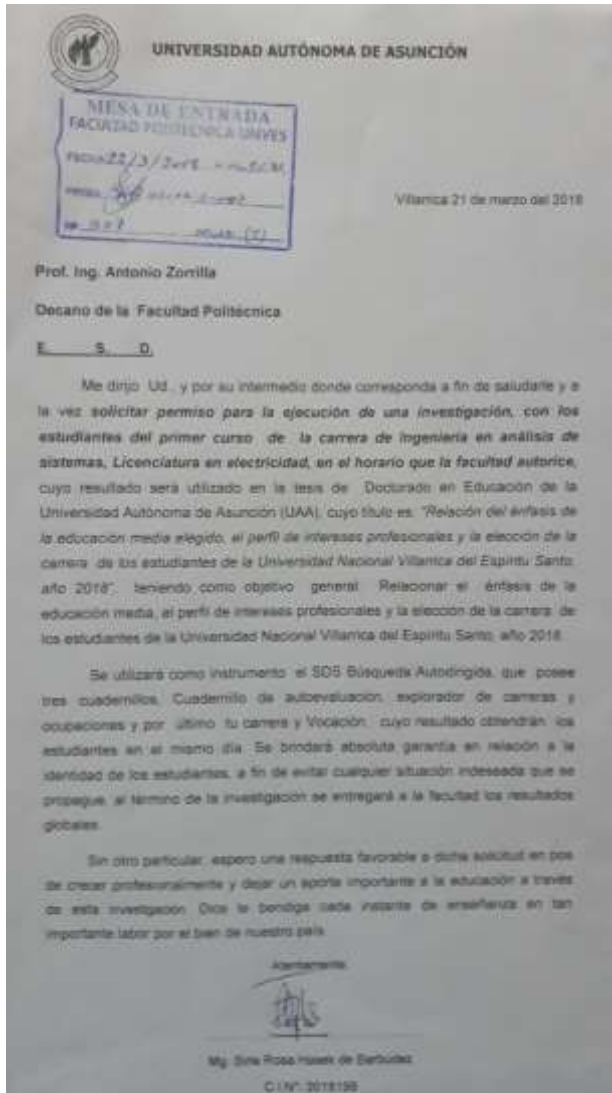 UNIVERSIDAD AUTÓNOMA DE ASUNCIÓN
MESA DE ENTRADA
FACULTAD POLITECNICA UNVES
FECHA 22/3/2018
Villarrica 21 de marzo del 2018
Prof. Ing. Antonio Zorrilla
Decano de la Facultad Politécnica
E. S. D.
Me dirijo Ud., y por su intermedio donde corresponda a fin de saludarle y a
la vez solicitar permiso para la ejecución de una investigación, con los
estudiantes del primer curso de la carrera de ingeniería en análisis de
sistemas, Licenciatura en electricidad, en el horario que la facultad autorice,
cuyo resultado será utilizado en la tesis de Doctorado en Educación de la
Universidad Autónoma de Asunción (UAA), cuyo título es: "Relación del énfasis de
la educación media elegido, el perfil de intereses profesionales y la elección de la
carrera de los estudiantes de la Universidad Nacional Villarrica del Espíritu Santo,
año 2018", teniendo como objetivo general Relacionar el énfasis de la
educación media, el perfil de intereses profesionales y la elección de la carrera de
los estudiantes de la Universidad Nacional Villarrica del Espíritu Santo, año 2018
Se utilizará como instrumento el SDS Búsqueda Autodirigida, que posee
tres cuadernillos, Cuadernillo de autoevaluación, explorador de carreras y
ocupaciones y por último tu carrera y Vocación, cuyo resultado obtendrán los
estudiantes en el mismo día. Se brindará absoluta garantía en relación a la
identidad de los estudiantes, a fin de evitar cualquier situación indeseada que se
propague, al término de la investigación se entregará a la facultad los resultados
globales.
Sin otro particular, espero una respuesta favorable a dicha solicitud en pos
de crecer profesionalmente y dejar un aporte importante a la educación a través
de esta investigación. Dios le bendiga cada instante de enseñanza en tan
importante labor por el bien de nuestro país
Atentamente
Mg. Rosa de
C.I.Nº: